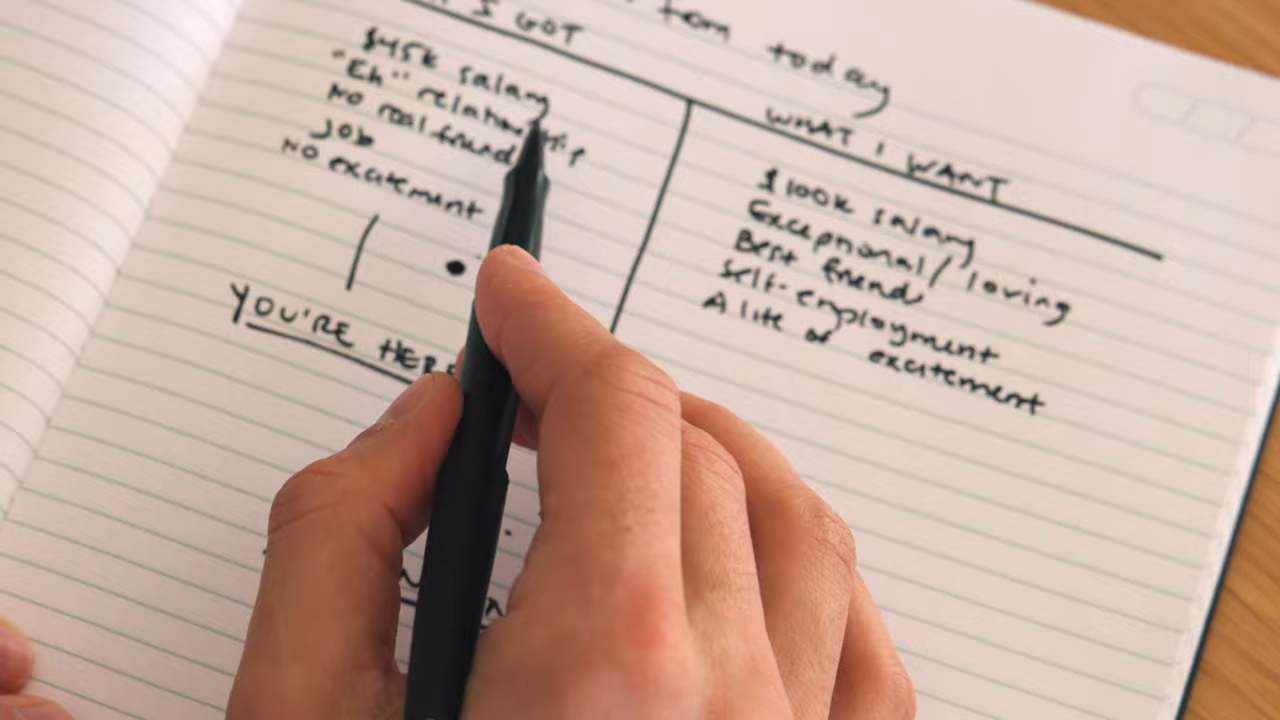 from today
I GOT
$45k salary
"Eh" relationship
No real friends
Job
No excitement
YOU'RE HERE
WHAT I WANT
$100k salary
Exceptional/loving
Best friends
Self-employment
A life of excitement